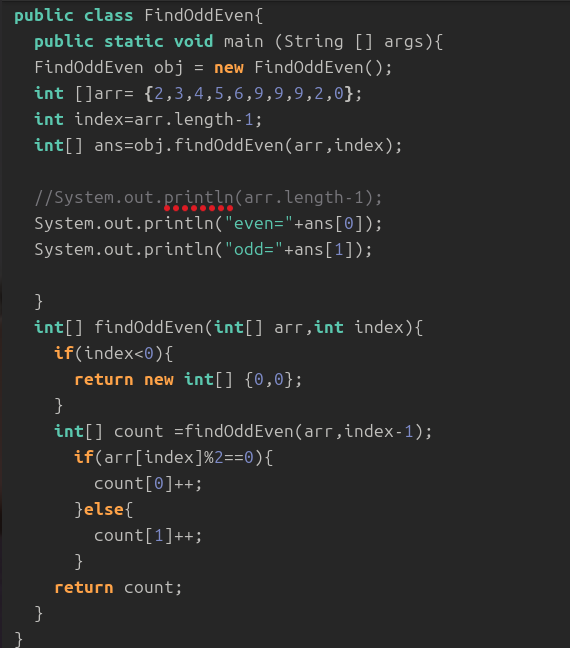 public class FindOddEven{
  public static void main (String [] args){
  FindOddEven obj = new FindOddEven();
  int []arr= {2,3,4,5,6,9,9,9,2,0};
  int index=arr.length-1;
  int[] ans=obj.findOddEven(arr,index);

  //System.out.println(arr.length-1);
  System.out.println("even="+ans[0]);
  System.out.println("odd="+ans[1]);

  }
  int[] findOddEven(int[] arr,int index){
    if(index<0){
      return new int[] {0,0};
    }
    int[] count =findOddEven(arr,index-1);
      if(arr[index]%2==0){
        count[0]++;
      }else{
        count[1]++;
      }
    return count;
  }
}